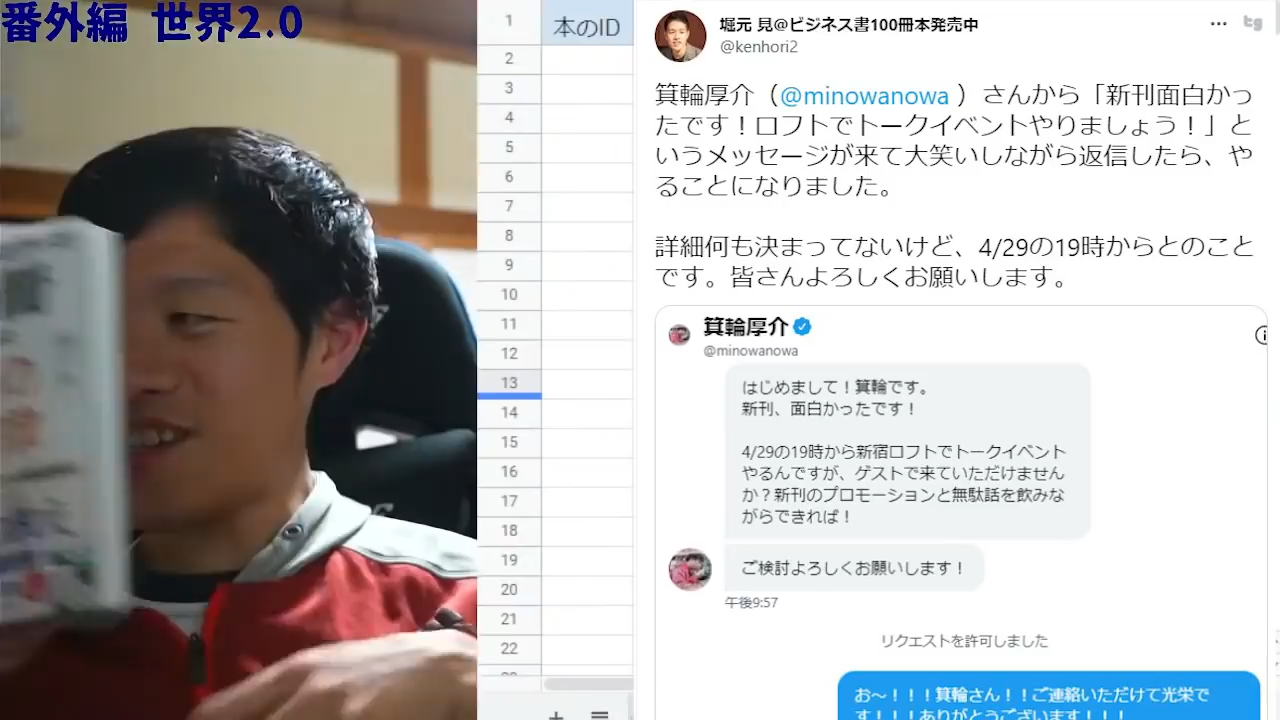 番外編 世界2.0
本のID
1
2
3
4
5
6
7
8
9
10
11
12
13
14
15
16
17
18
19
20
21
22
堀元 見@ビジネス書100冊本発売中
@kenhori2
tg
箕輪厚介（@minowanowa ）さんから「新刊面白かっ
たです！ロフトでトークイベントやりましょう！」と
いうメッセージが来て大笑いしながら返信したら、や
ることになりました。
詳細何も決まってないけど、4/29の19時からとのこと
です。皆さんよろしくお願いします。
箕輪厚介
@minowanowa
はじめまして！箕輪です。
新刊、面白かったです！
4/29の19時から新宿ロフトでトークイベント
やるんですが、ゲストで来ていただけません
か？新刊のプロモーションと無駄話を飲みな
がらできれば！
ご検討よろしくお願いします！
午後9:57
リクエストを許可しました
お〜！！！箕輪さん！！ご連絡いただけて光栄で
す！！！ありがとうございます！！！